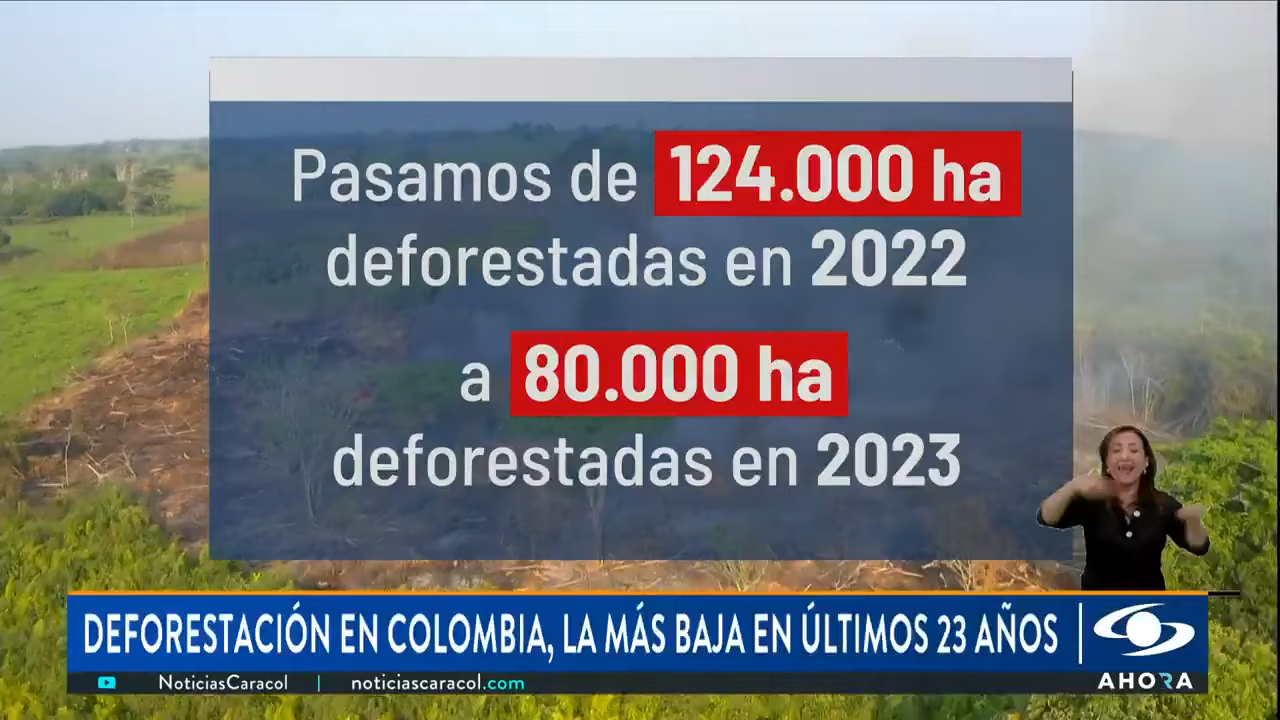 Pasamos de 124.000 ha
deforestadas en 2022
a 80.000 ha
deforestadas en 2023
DEFORESTACIÓN EN COLOMBIA, LA MÁS BAJA EN ÚLTIMOS 23 AÑOS
NoticiasCaracol | noticiascaracol.com
AHORA